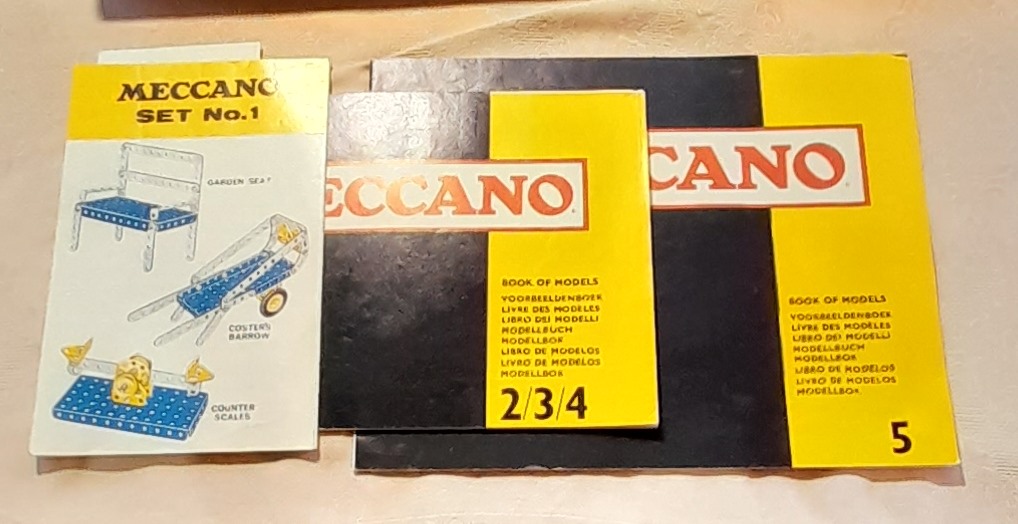 MECCANO
SET No.1
GARDEN SEAT
COSTER'S
BARROW
COUNTER
SCALES
ECCANO
BOOK OF MODELS
VOORBEELDENBOEK
LIVRE DES MODELES
LIBRO DEI MODELLI
MODELLBUCH
MODELLBOK
LIBRO DE MODELOS
LIVRO DE MODELOS
MODELLBOK
2/3/4
CANO
BOOK OF MODELS
VOORBEELDENBOEK
LIVRE DES MODELES
LIBRO DEI MODELLI
MODELLBUCH
MODELLBOK
LIBRO DE MODELOS
LIVRO DE MODELOS
MODELLBOK
5